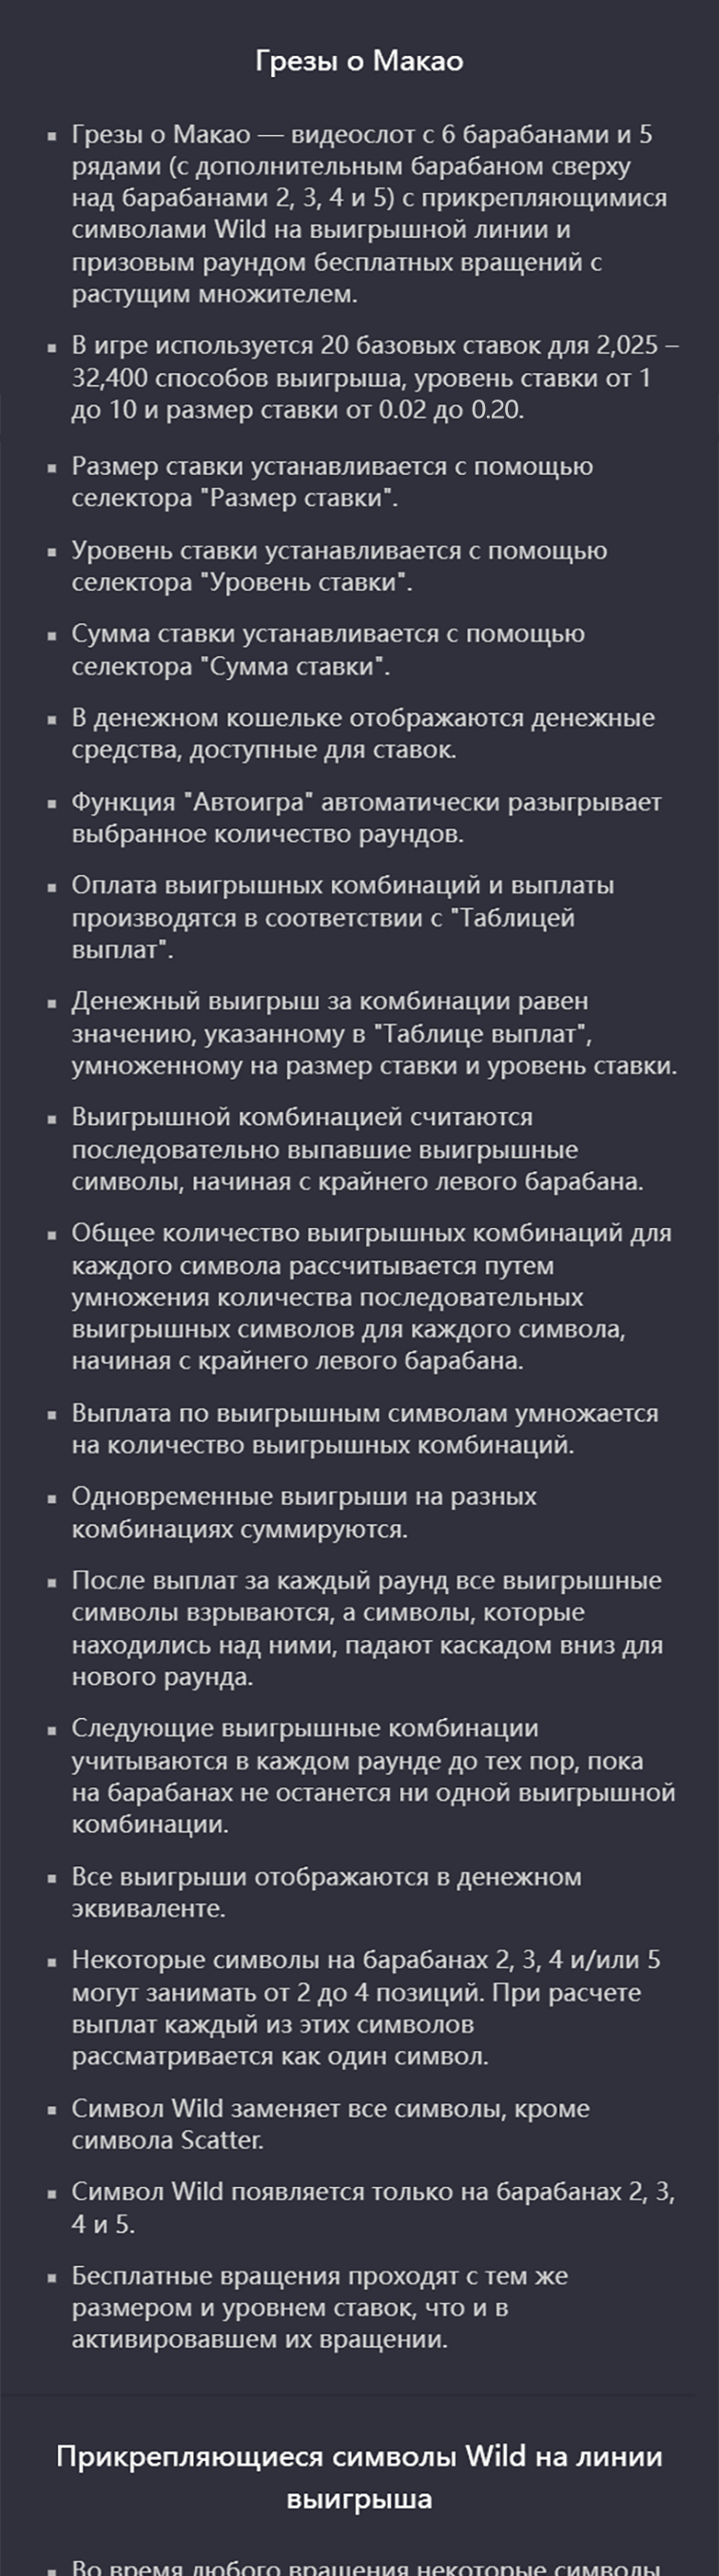 Грезы о Макао
▪ Грезы о Макао — видеослот с 6 барабанами и 5
рядами (с дополнительным барабаном сверху
над барабанами 2, 3, 4 и 5) с прикрепляющимися
символами Wild на выигрышной линии и
призовым раундом бесплатных вращений с
растущим множителем.
▪ В игре используется 20 базовых ставок для 2,025 –
32,400 способов выигрыша, уровень ставки от 1
до 10 и размер ставки от 0.02 до 0.20.
▪ Размер ставки устанавливается с помощью
селектора "Размер ставки".
▪ Уровень ставки устанавливается с помощью
селектора "Уровень ставки".
▪ Сумма ставки устанавливается с помощью
селектора "Сумма ставки".
▪ В денежном кошельке отображаются денежные
средства, доступные для ставок.
▪ Функция "Автоигра" автоматически разыгрывает
выбранное количество раундов.
▪ Оплата выигрышных комбинаций и выплаты
производятся в соответствии с "Таблицей
выплат".
▪ Денежный выигрыш за комбинации равен
значению, указанному в "Таблице выплат",
умноженному на размер ставки и уровень ставки.
▪ Выигрышной комбинацией считаются
последовательно выпавшие выигрышные
символы, начиная с крайнего левого барабана.
▪ Общее количество выигрышных комбинаций для
каждого символа рассчитывается путем
умножения количества последовательных
выигрышных символов для каждого символа,
начиная с крайнего левого барабана.
▪ Выплата по выигрышным символам умножается
на количество выигрышных комбинаций.
▪ Одновременные выигрыши на разных
комбинациях суммируются.
▪ После выплат за каждый раунд все выигрышные
символы взрываются, а символы, которые
находились над ними, падают каскадом вниз для
нового раунда.
▪ Следующие выигрышные комбинации
учитываются в каждом раунде до тех пор, пока
на барабанах не останется ни одной выигрышной
комбинации.
▪ Все выигрыши отображаются в денежном
эквиваленте.
▪ Некоторые символы на барабанах 2, 3, 4 и/или 5
могут занимать от 2 до 4 позиций. При расчете
выплат каждый из этих символов
рассматривается как один символ.
▪ Символ Wild заменяет все символы, кроме
символа Scatter.
▪ Символ Wild появляется только на барабанах 2, 3,
4 и 5.
▪ Бесплатные вращения проходят с тем же
размером и уровнем ставок, что и в
активировавшем их вращении.
Прикрепляющиеся символы Wild на линии
выигрыша
▪ Во время любого вращения некоторые символы